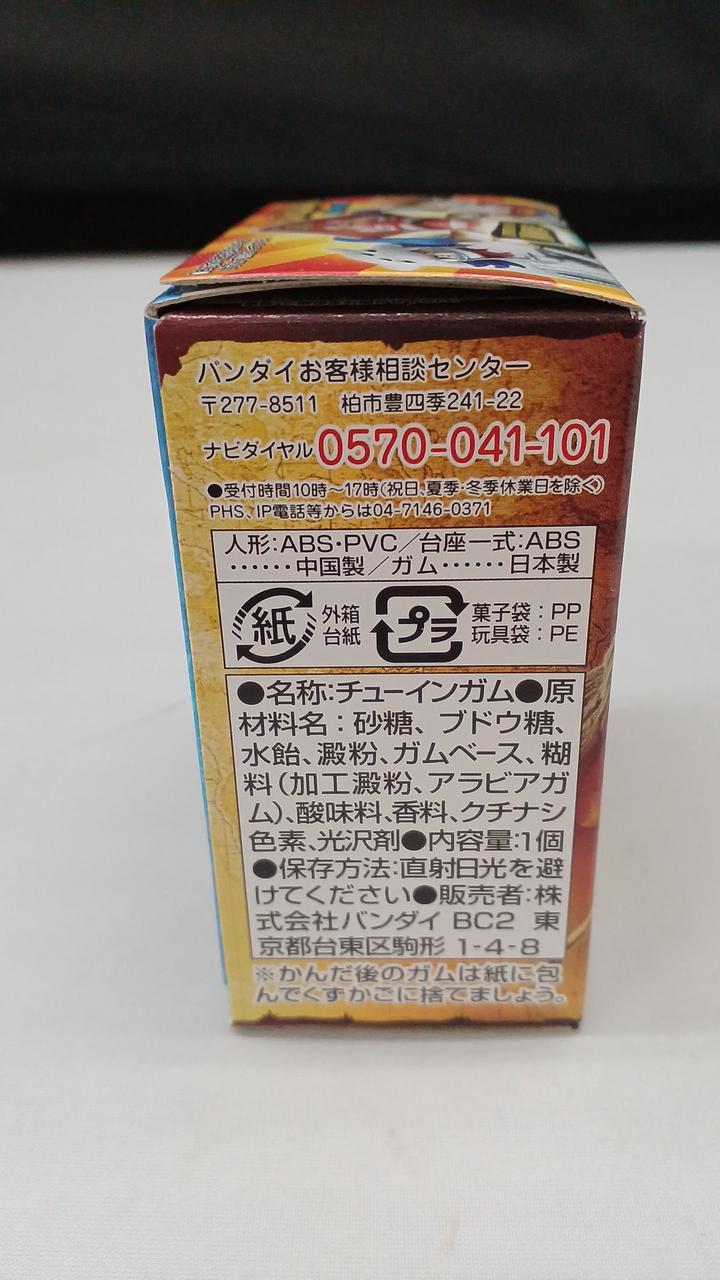 バンダイお客様相談センター
〒277-8511 柏市豊四季241-22
ナビダイヤル0570-041-101
●受付時間10時～17時(祝日、夏季・冬季休業日を除く)
PHS、IP電話等からは04-7146-0371
人形:ABS・PVC／台座一式:ABS
……中国製／ガム……日本製
紙
外箱
台紙
プラ
菓子袋:PP
玩具袋:PE
●名称:チューインガム●原
材料名:砂糖、ブドウ糖、
水飴、澱粉、ガムベース、糊
料(加工澱粉、アラビアガ
ム)、酸味料、香料、クチナシ
色素、光沢剤●内容量:1個
●保存方法:直射日光を避
けてください●販売者:株
式会社バンダイ BC2 東
京都台東区駒形 1-4-8
※かんだ後のガムは紙に包
んでくずかごに捨てましょう。